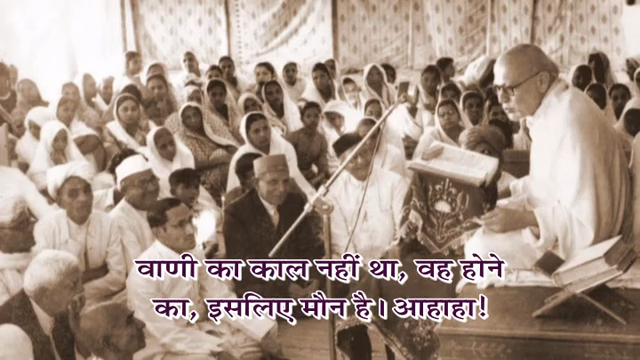 वाणी का काल नहीं था, वह होने
का, इसलिए मौन है। आहाहा!